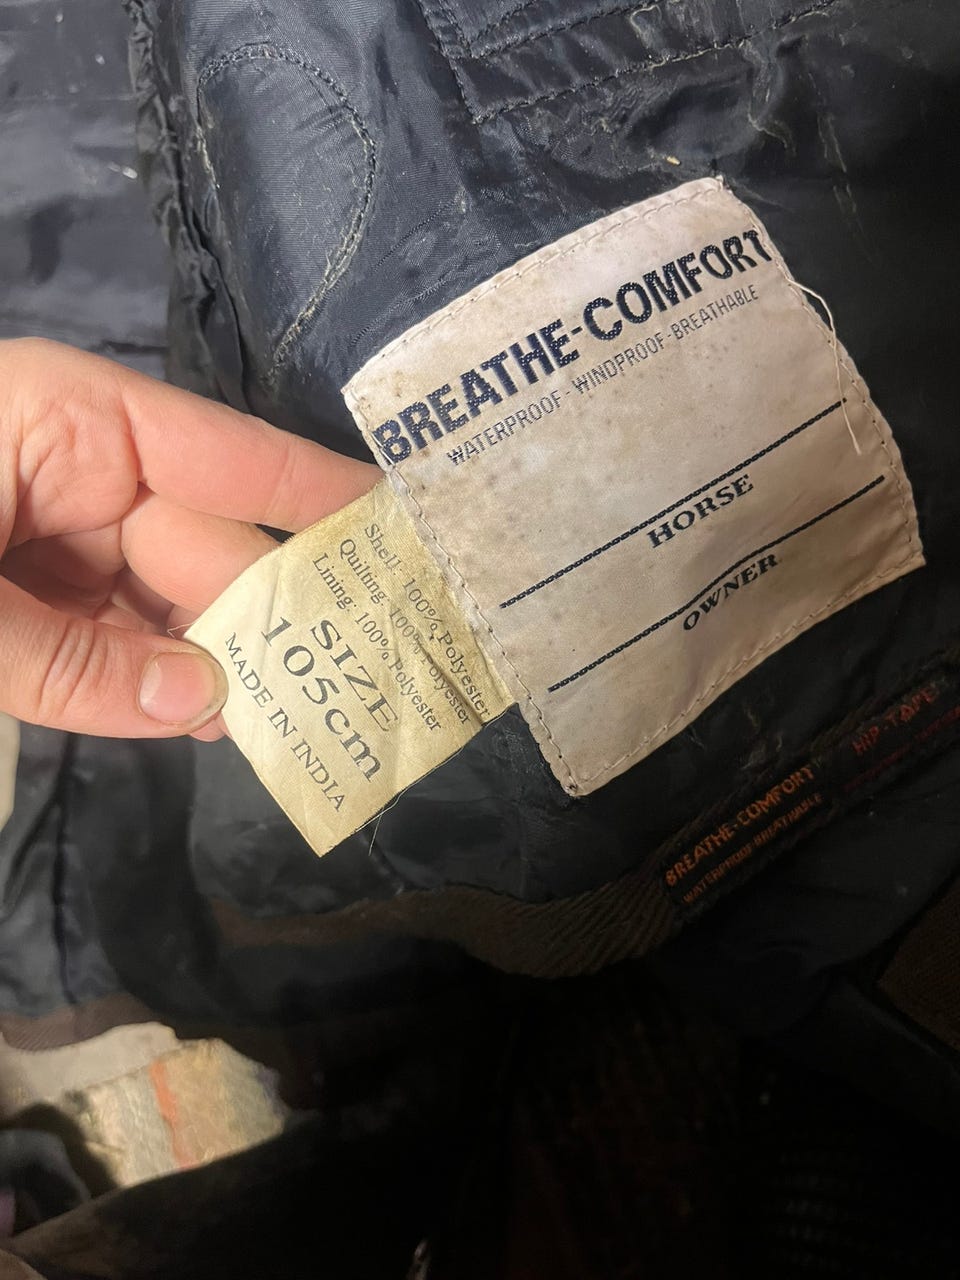 BREATHE-COMFORT
WATERPROOF-WINDPROOF-BREATHABLE
HORSE
OWNER
Shell: 100% Polyester
Quilting: 100% Polyester
Lining: 100% Polyester
SIZE
105cm
MADE IN INDIA
BREATHE-COMFORT
WATERPROOF-BREATHABLE
HIP-TAPE